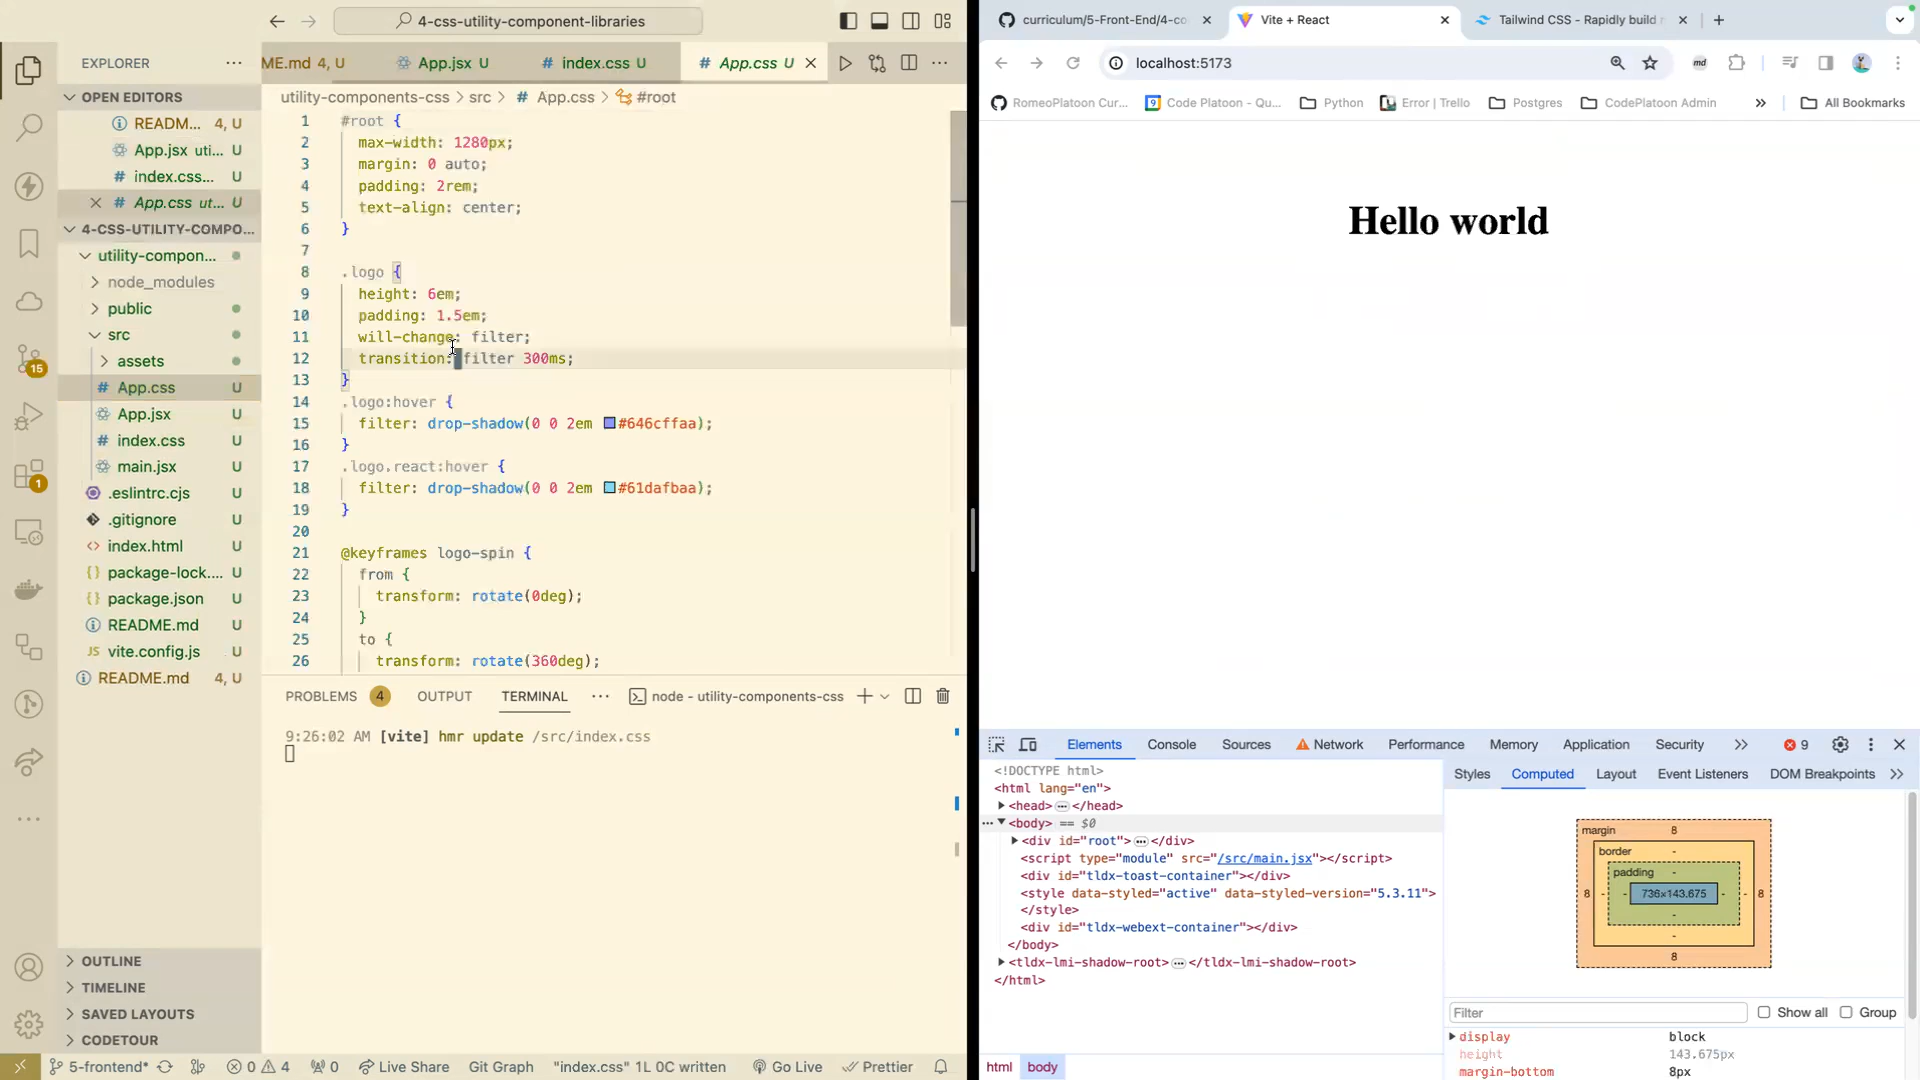 4-css-utility-component-libraries
EXPLORER
OPEN EDITORS
README... 4, U
App.jsx uti... U
index.css... U
App.css ut... U
4-CSS-UTILITY-COMPO...
utility-compon...
node_modules
public
src
assets
App.css U
App.jsx U
index.css U
main.jsx U
.eslintrc.cjs U
.gitignore U
index.html U
package-lock.... U
package.json U
README.md U
vite.config.js U
README.md 4, U
OUTLINE
TIMELINE
SAVED LAYOUTS
CODETOUR
15
1
ME.md 4, U
App.jsx U
index.css U
App.css U
utility-components-css > src > # App.css > #root
1 #root {
2 max-width: 1280px;
3 margin: 0 auto;
4 padding: 2rem;
5 text-align: center;
6 }
7
8 .logo {
9 height: 6em;
10 padding: 1.5em;
11 will-change: filter;
12 transition: filter 300ms;
13 }
14 .logo:hover {
15 filter: drop-shadow(0 0 2em #646cffaa);
16 }
17 .logo.react:hover {
18 filter: drop-shadow(0 0 2em #61dafbaa);
19 }
20
21 @keyframes logo-spin {
22 from {
23 transform: rotate(0deg);
24 }
25 to {
26 transform: rotate(360deg);
PROBLEMS 4 OUTPUT TERMINAL ... node - utility-components-css
9:26:02 AM [vite] hmr update /src/index.css
5-frontend* 0 4 0 Live Share Git Graph "index.css" 1L 0C written Go Live Prettier
curriculum/5-Front-End/4-co
Vite + React
Tailwind CSS - Rapidly build
localhost:5173
md
RomeoPlatoon Cur...
Code Platoon - Qu...
Python
Error | Trello
Postgres
CodePlatoon Admin
All Bookmarks
Hello world
Elements Console Sources Network Performance Memory Application Security 9
<!DOCTYPE html>
<html lang="en">
<head> ... </head>
<body> == $0
<div id="root"> ... </div>
<script type="module" src="/src/main.jsx"></script>
<div id="tldx-toast-container"></div>
<style data-styled="active" data-styled-version="5.3.11">
</style>
<div id="tldx-webext-container"></div>
</body>
<tldx-lmi-shadow-root> ... </tldx-lmi-shadow-root>
</html>
html body
Styles Computed Layout Event Listeners DOM Breakpoints
margin 8
border -
padding -
8 - - 736×143.675 - - 8
-
-
8
Filter Show all Group
display block
height 143.675px
margin-bottom 8px